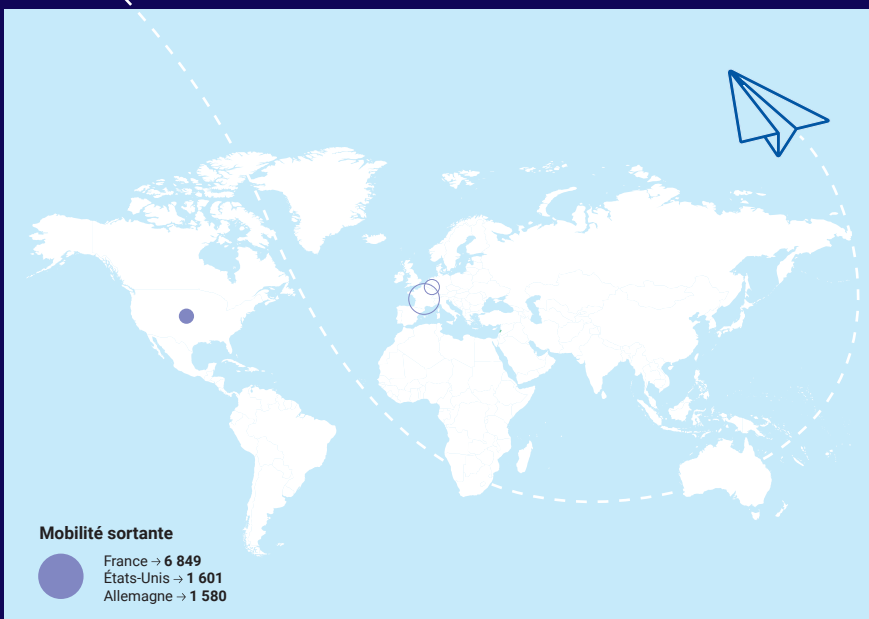 Mobilité sortante
France → 6 849
États-Unis → 1 601
Allemagne → 1 580